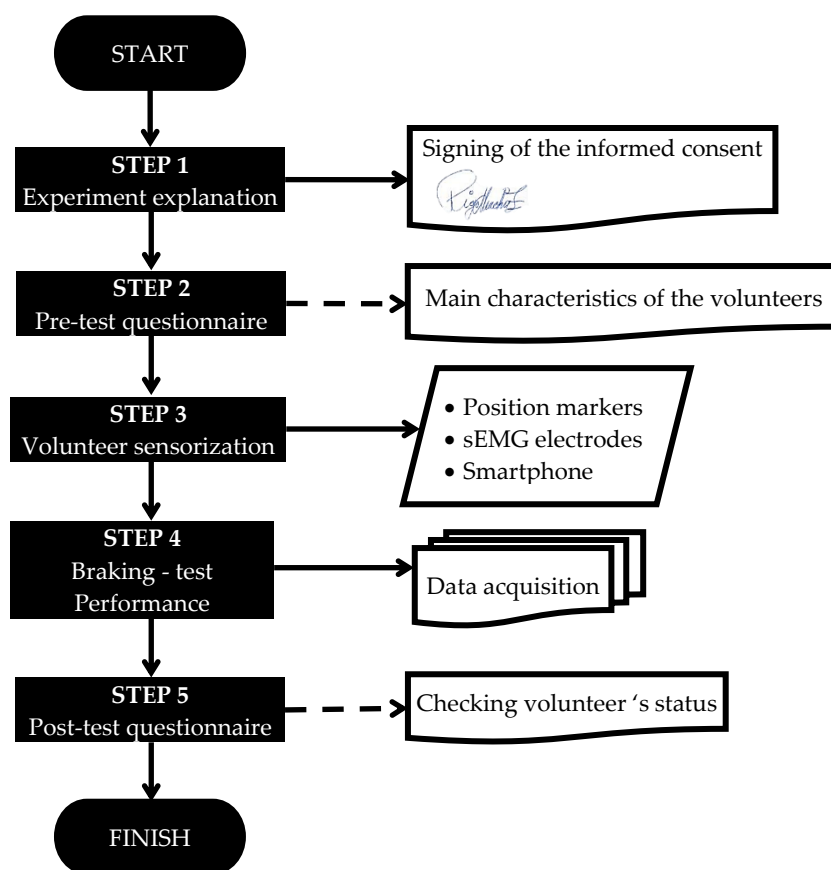 START
STEP 1
Experiment explanation
Signing of the informed consent
STEP 2
Pre-test questionnaire
Main characteristics of the volunteers
STEP 3
Volunteer sensorization
• Position markers
• sEMG electrodes
• Smartphone
STEP 4
Braking - test
Performance
Data acquisition
STEP 5
Post-test questionnaire
Checking volunteer ‘s status
FINISH